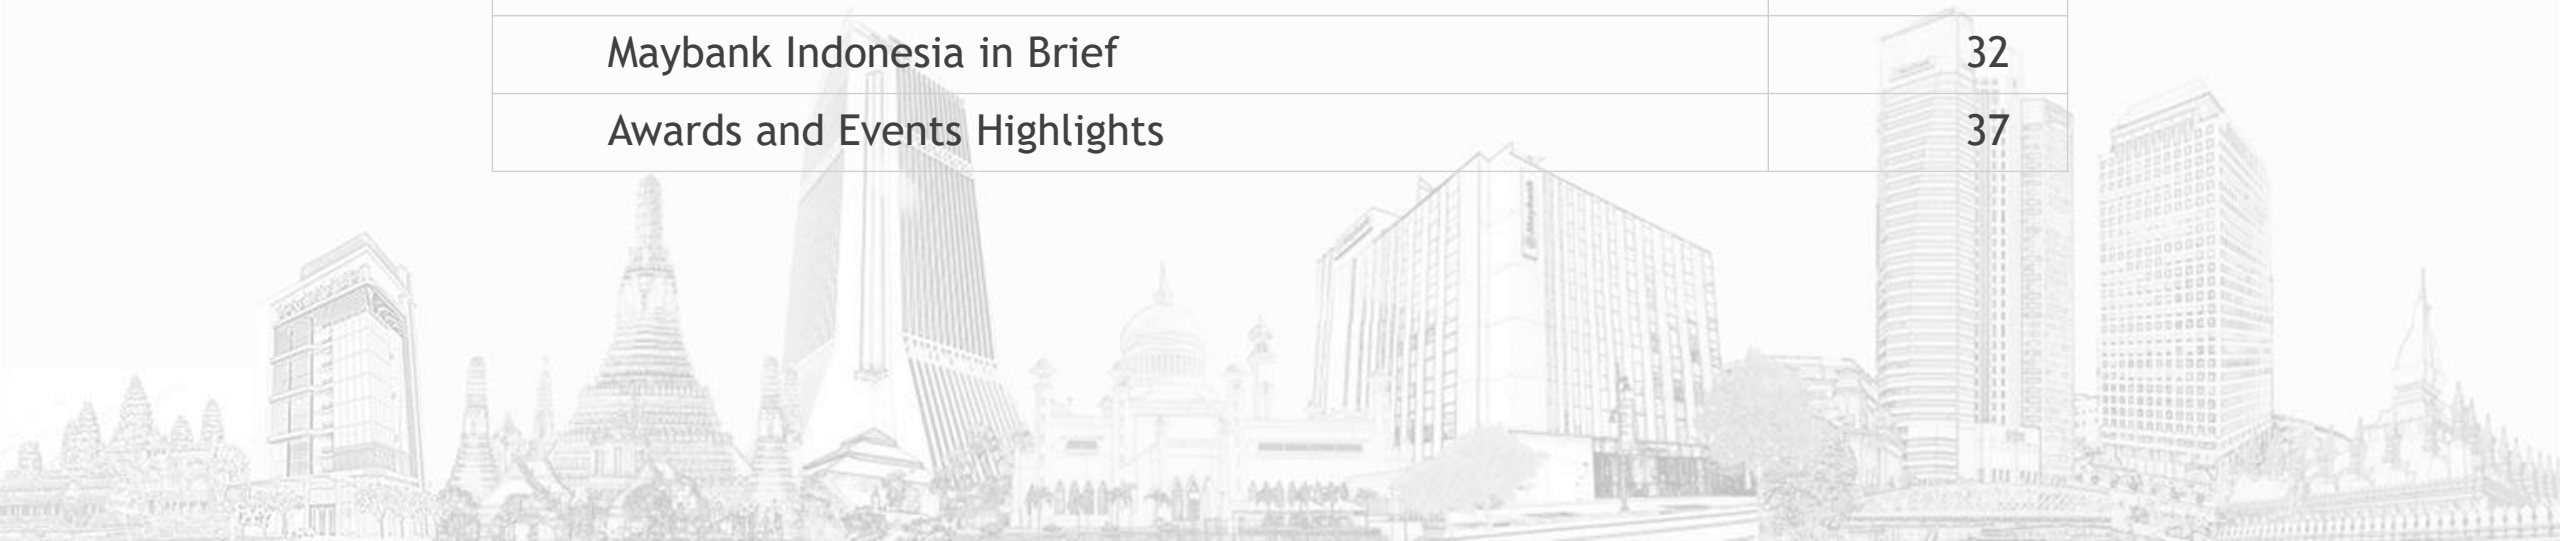 Maybank Indonesia in Brief 32
Awards and Events Highlights 37